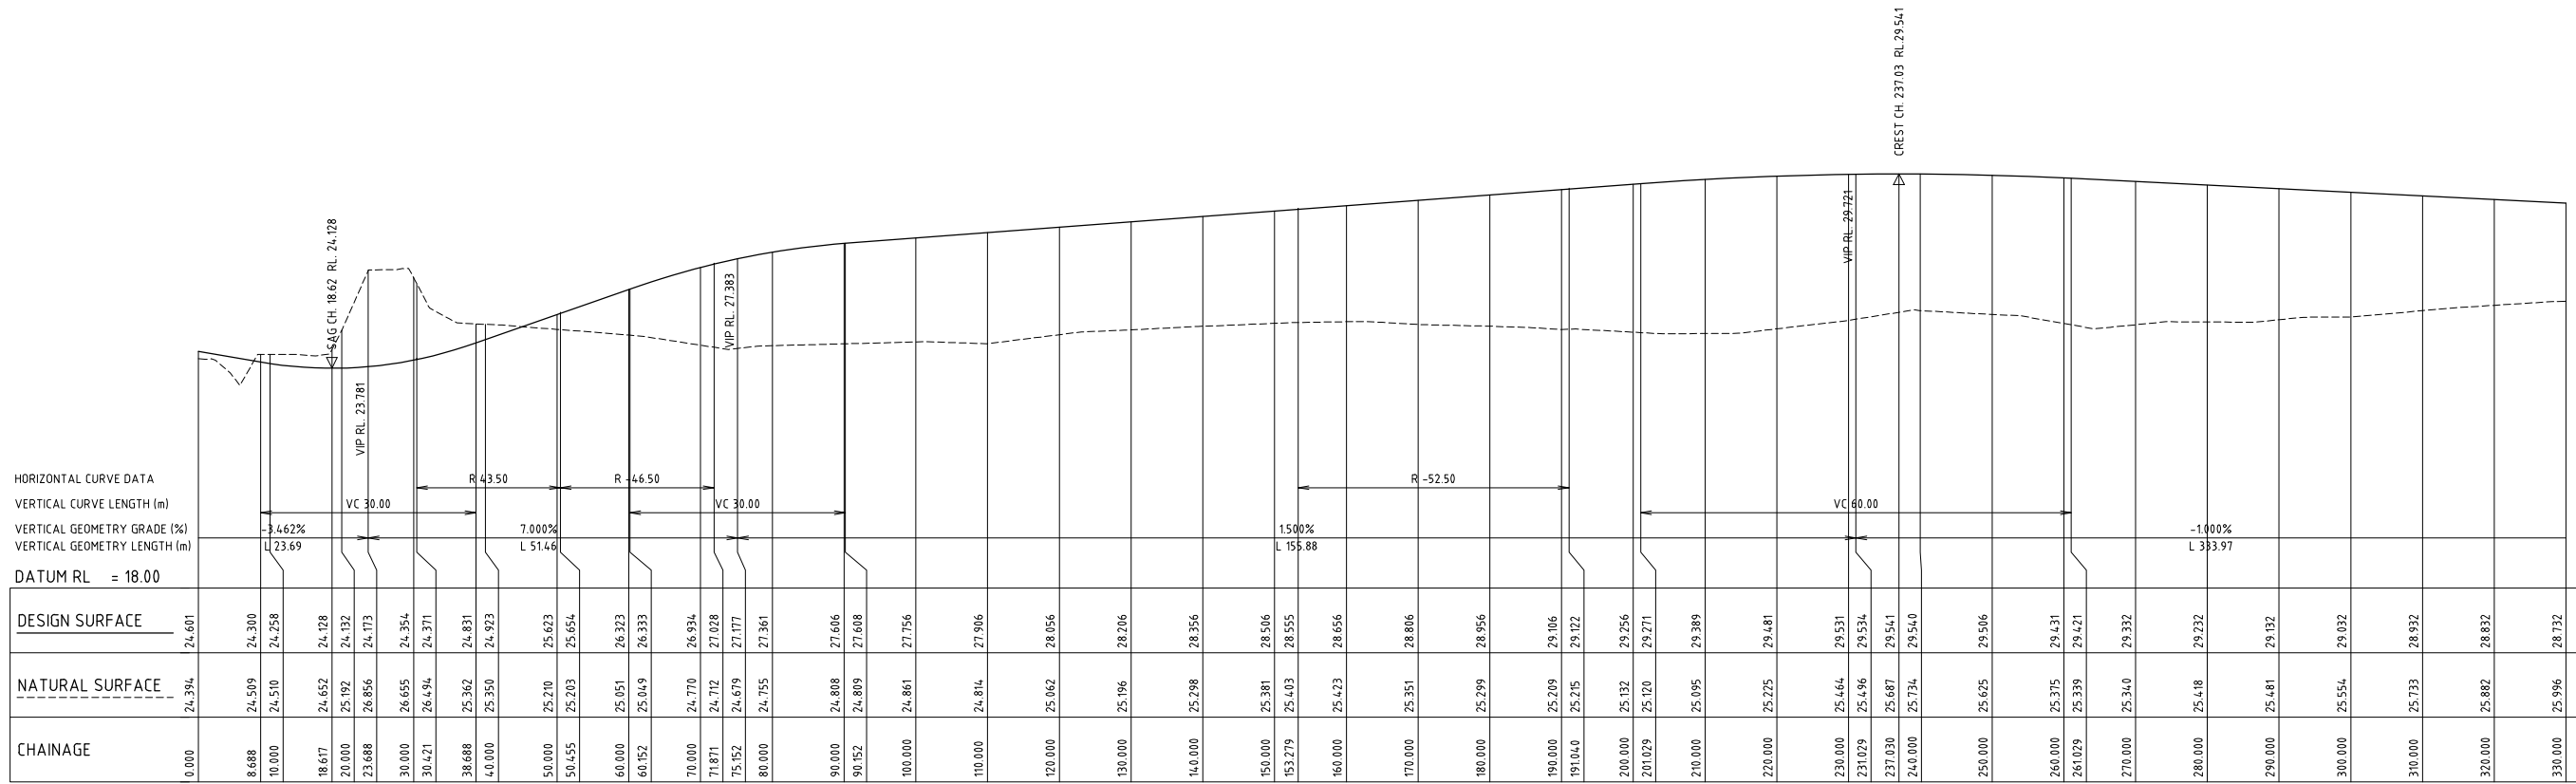 CREST CH. 237.03 RL.29.541
SAG CH. 18.62 RL. 24.128
VIP RL. 29.721
VIP RL. 27.383
VIP RL. 23.781
HORIZONTAL CURVE DATA R 43.50 R -46.50 R -52.50
VERTICAL CURVE LENGTH (m) VC 30.00 VC 30.00 VC 60.00
VERTICAL GEOMETRY GRADE (%) -3.462% 7.000% 1.500% -1.000%
VERTICAL GEOMETRY LENGTH (m) L 23.69 L 51.46 L 155.88 L 333.97
DATUM RL = 18.00
DESIGN SURFACE 24.601 24.300 24.258 24.128 24.132 24.173 24.354 24.371 24.831 24.923 25.623 25.654 26.323 26.333 26.934 27.028 27.177 27.361 27.606 27.608 27.756 27.906 28.056 28.206 28.356 28.506 28.555 28.656 28.806 28.956 29.106 29.122 29.256 29.271 29.389 29.481 29.531 29.534 29.541 29.540 29.506 29.431 29.421 29.332 29.232 29.132 29.032 28.932 28.832 28.732
NATURAL SURFACE 24.394 24.509 24.510 24.652 25.192 26.856 26.655 26.494 25.362 25.350 25.210 25.203 25.051 25.049 24.770 24.712 24.679 24.755 24.808 24.809 24.861 24.814 25.062 25.196 25.298 25.381 25.403 25.423 25.351 25.299 25.209 25.215 25.132 25.120 25.095 25.225 25.464 25.496 25.687 25.734 25.625 25.375 25.339 25.340 25.418 25.481 25.554 25.733 25.882 25.996
CHAINAGE 0.000 8.688 10.000 18.617 20.000 23.688 30.000 30.421 38.688 40.000 50.000 50.455 60.000 60.152 70.000 71.871 75.152 80.000 90.000 90.152 100.000 110.000 120.000 130.000 140.000 150.000 153.279 160.000 170.000 180.000 190.000 191.040 200.000 201.029 210.000 220.000 230.000 231.029 237.030 240.000 250.000 260.000 261.029 270.000 280.000 290.000 300.000 310.000 320.000 330.000